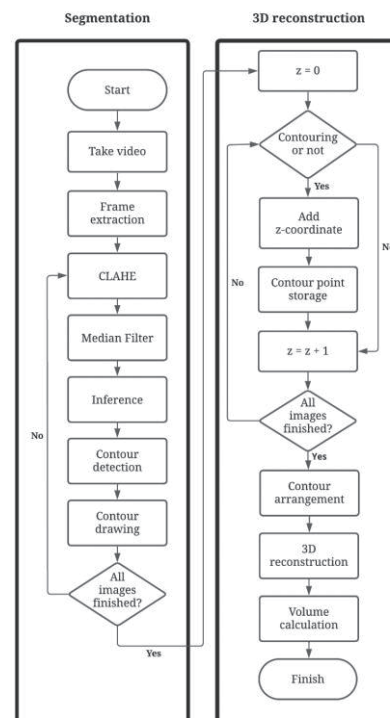 Segmentation
Start
Take video
Frame
extraction
CLAHE
Median Filter
Inference
No
Contour
detection
Contour
drawing
All
images
finished?
Yes
3D reconstruction
z = 0
Contouring
or not
Yes
Add
z-coordinate
No
No
Contour point
storage
z = z + 1
All
images
finished?
Yes
Contour
arrangement
3D
reconstruction
Volume
calculation
Finish